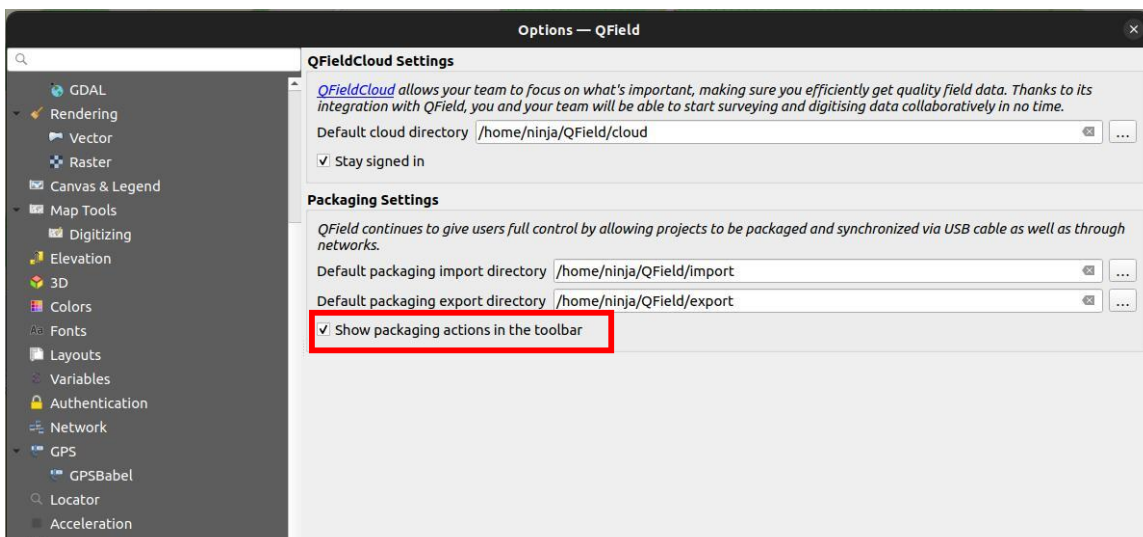 Options — QField
QFieldCloud Settings
QFieldCloud allows your team to focus on what's important, making sure you efficiently get quality field data. Thanks to its
integration with QField, you and your team will be able to start surveying and digitising data collaboratively in no time.
Default cloud directory /home/ninja/QField/cloud
...
Stay signed in
Packaging Settings
QField continues to give users full control by allowing projects to be packaged and synchronized via USB cable as well as through
networks.
Default packaging import directory /home/ninja/QField/import
...
Default packaging export directory /home/ninja/QField/export
...
Show packaging actions in the toolbar
GDAL
Rendering
Vector
Raster
Canvas & Legend
Map Tools
Digitizing
Elevation
3D
Colors
Fonts
Layouts
Variables
Authentication
Network
GPS
GPSBabel
Locator
Acceleration